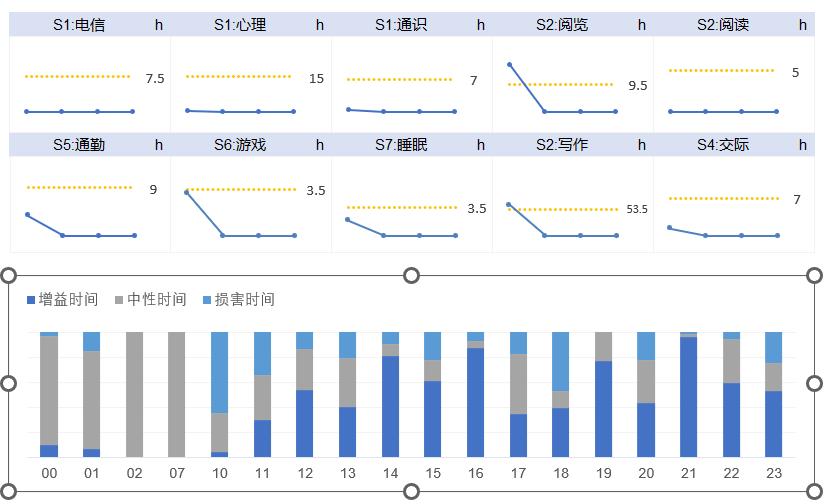 S1:电信 h S1:心理 h S1:通识 h S2:阅览 h S2:阅读 h
7.5 15 7 9.5 5
S5:通勤 h S6:游戏 h S7:睡眠 h S2:写作 h S4:交际 h
9 3.5 3.5 53.5 7
增益时间 中性时间 损害时间
00 01 02 07 10 11 12 13 14 15 16 17 18 19 20 21 22 23